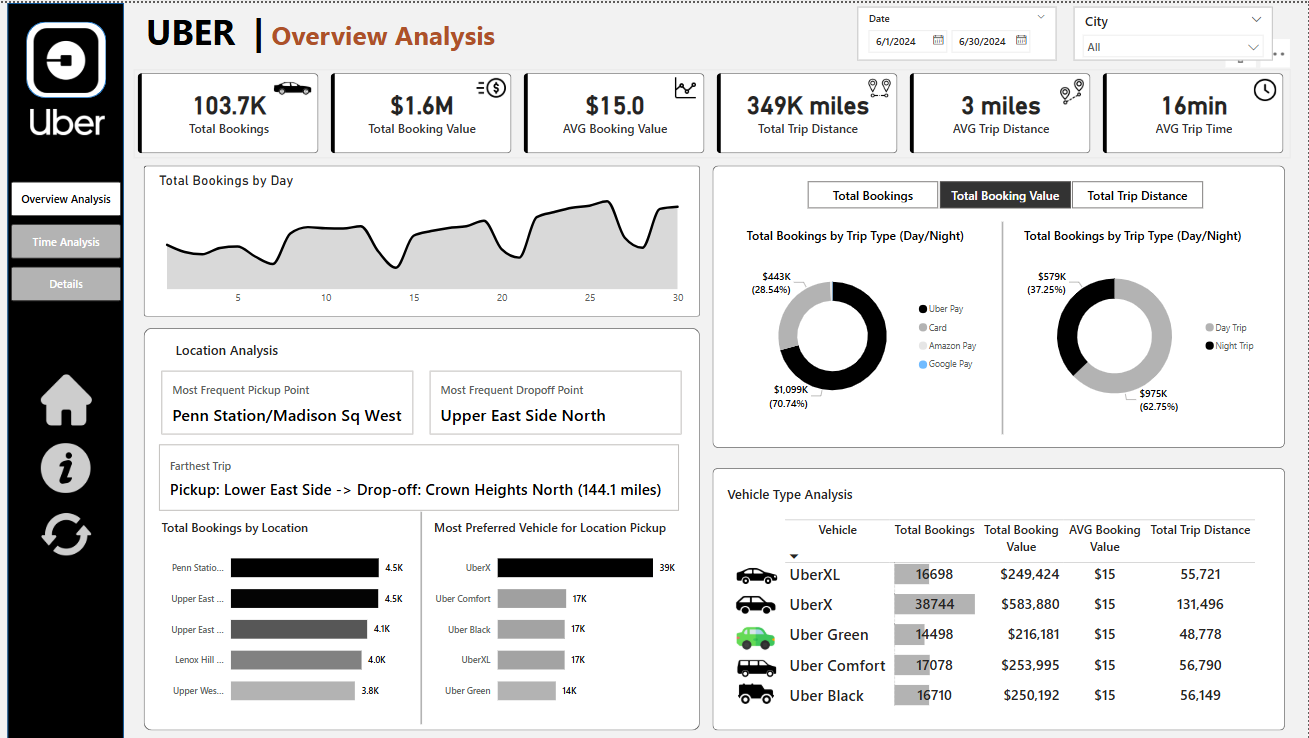 Uber
Overview Analysis
Time Analysis
Details
UBER | Overview Analysis
Date
6/1/2024 6/30/2024
City
All
103.7K
Total Bookings
$1.6M
Total Booking Value
$15.0
AVG Booking Value
349K miles
Total Trip Distance
3 miles
AVG Trip Distance
16min
AVG Trip Time
Total Bookings by Day
5 10 15 20 25 30
Location Analysis
Most Frequent Pickup Point
Penn Station/Madison Sq West
Most Frequent Dropoff Point
Upper East Side North
Farthest Trip
Pickup: Lower East Side -> Drop-off: Crown Heights North (144.1 miles)
Total Bookings by Location
Penn Statio... 4.5K
Upper East ... 4.5K
Upper East ... 4.1K
Lenox Hill ... 4.0K
Upper Wes... 3.8K
Most Preferred Vehicle for Location Pickup
UberX 39K
Uber Comfort 17K
Uber Black 17K
UberXL 17K
Uber Green 14K
Total Bookings
Total Booking Value
Total Trip Distance
Total Bookings by Trip Type (Day/Night)
$443K
(28.54%)
$1,099K
(70.74%)
Uber Pay
Card
Amazon Pay
Google Pay
Total Bookings by Trip Type (Day/Night)
$579K
(37.25%)
$975K
(62.75%)
Day Trip
Night Trip
Vehicle Type Analysis
Vehicle Total Bookings Total Booking Value AVG Booking Value Total Trip Distance
UberXL 16698 $249,424 $15 55,721
UberX 38744 $583,880 $15 131,496
Uber Green 14498 $216,181 $15 48,778
Uber Comfort 17078 $253,995 $15 56,790
Uber Black 16710 $250,192 $15 56,149